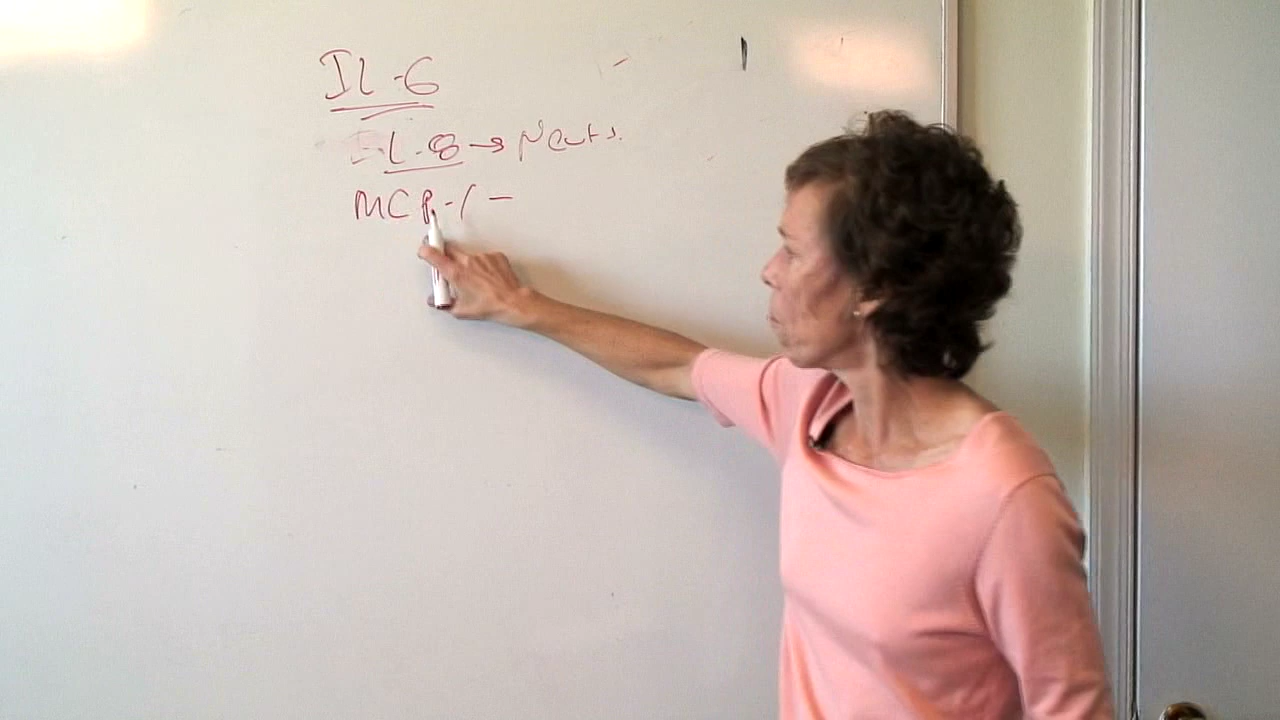 IL-6
IL-8 → Neuts.
MCP-1 -